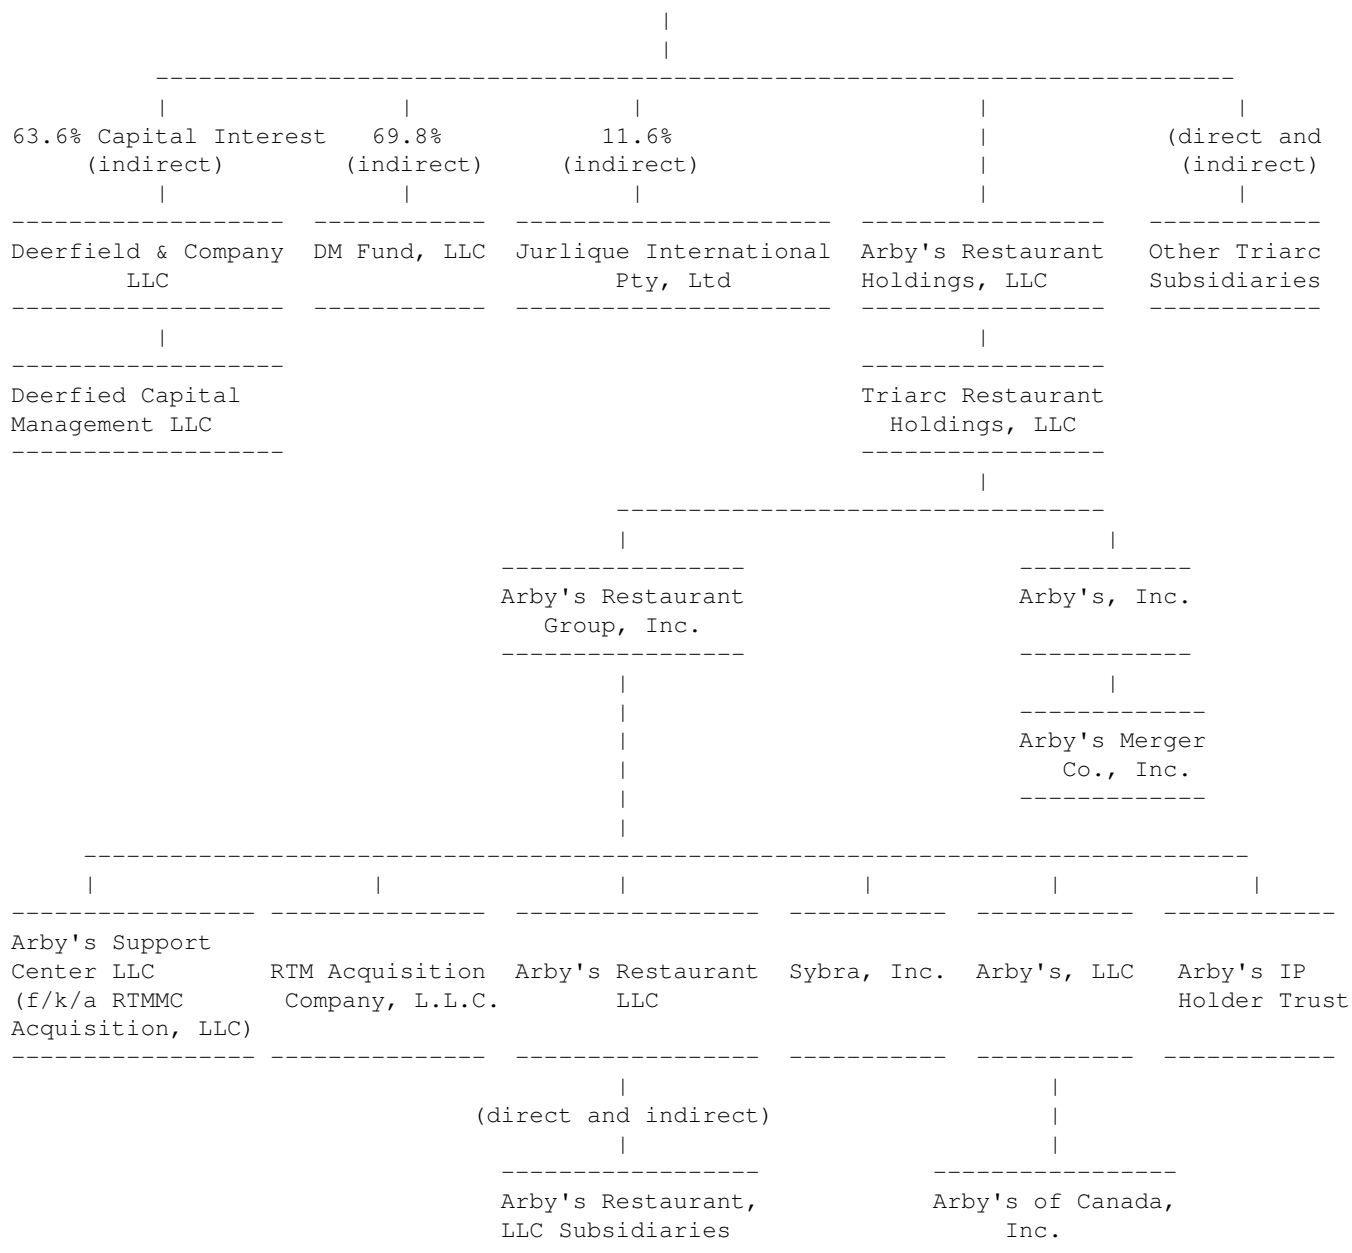 63.6% Capital Interest 69.8% 11.6% (direct and
(indirect) (indirect) (indirect) (indirect)
Deerfield & Company DM Fund, LLC Jurlique International Arby's Restaurant Other Triarc
LLC Pty, Ltd Holdings, LLC Subsidiaries
Deerfied Capital Triarc Restaurant
Management LLC Holdings, LLC
Arby's Restaurant Arby's, Inc.
Group, Inc.
Arby's Merger
Co., Inc.
Arby's Support
Center LLC RTM Acquisition Arby's Restaurant Sybra, Inc. Arby's, LLC Arby's IP
(f/k/a RTMMC Company, L.L.C. LLC Holder Trust
Acquisition, LLC)
(direct and indirect)
Arby's Restaurant, Arby's of Canada,
LLC Subsidiaries Inc.